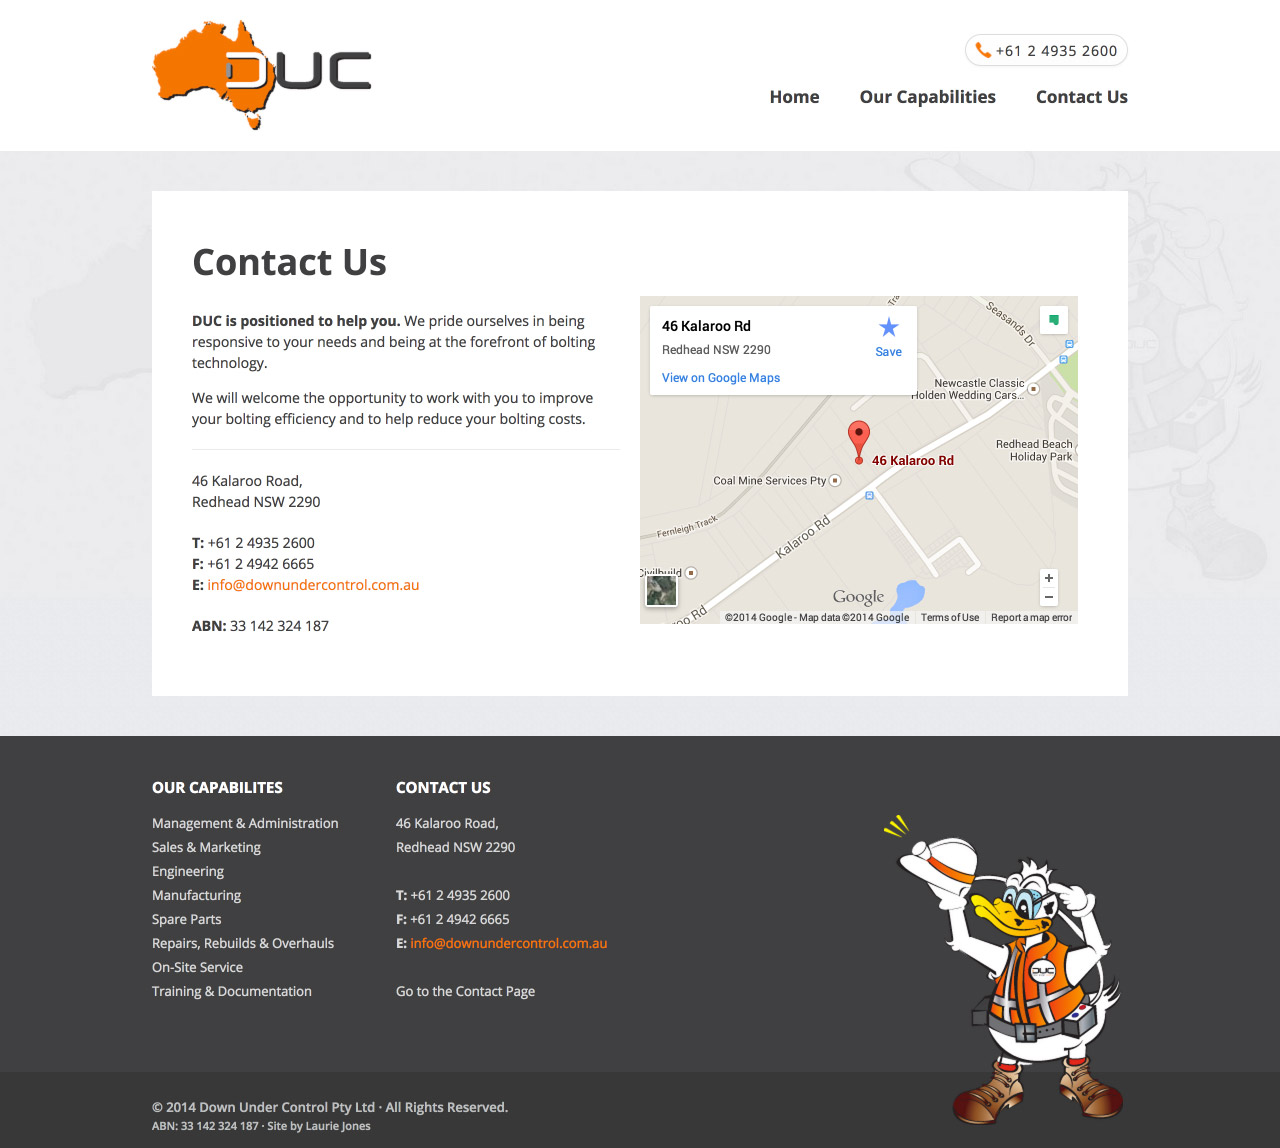 DUC
+61 2 4935 2600
Home Our Capabilities Contact Us
Contact Us
DUC is positioned to help you. We pride ourselves in being
responsive to your needs and being at the forefront of bolting
technology.
We will welcome the opportunity to work with you to improve
your bolting efficiency and to help reduce your bolting costs.
46 Kalaroo Road,
Redhead NSW 2290
T: +61 2 4935 2600
F: +61 2 4942 6665
E: info@downundercontrol.com.au
ABN: 33 142 324 187
46 Kalaroo Rd
Redhead NSW 2290
Save
View on Google Maps
Seasands Dr
Newcastle Classic
Holden Wedding Cars...
Redhead Beach
Holiday Park
46 Kalaroo Rd
Coal Mine Services Pty
Fernleigh Track
Kalaroo Rd
Civilbuild
Google
©2014 Google - Map data ©2014 Google Terms of Use Report a map error
OUR CAPABILITES
Management & Administration
Sales & Marketing
Engineering
Manufacturing
Spare Parts
Repairs, Rebuilds & Overhauls
On-Site Service
Training & Documentation
CONTACT US
46 Kalaroo Road,
Redhead NSW 2290
T: +61 2 4935 2600
F: +61 2 4942 6665
E: info@downundercontrol.com.au
Go to the Contact Page
DUC
© 2014 Down Under Control Pty Ltd · All Rights Reserved.
ABN: 33 142 324 187 · Site by Laurie Jones